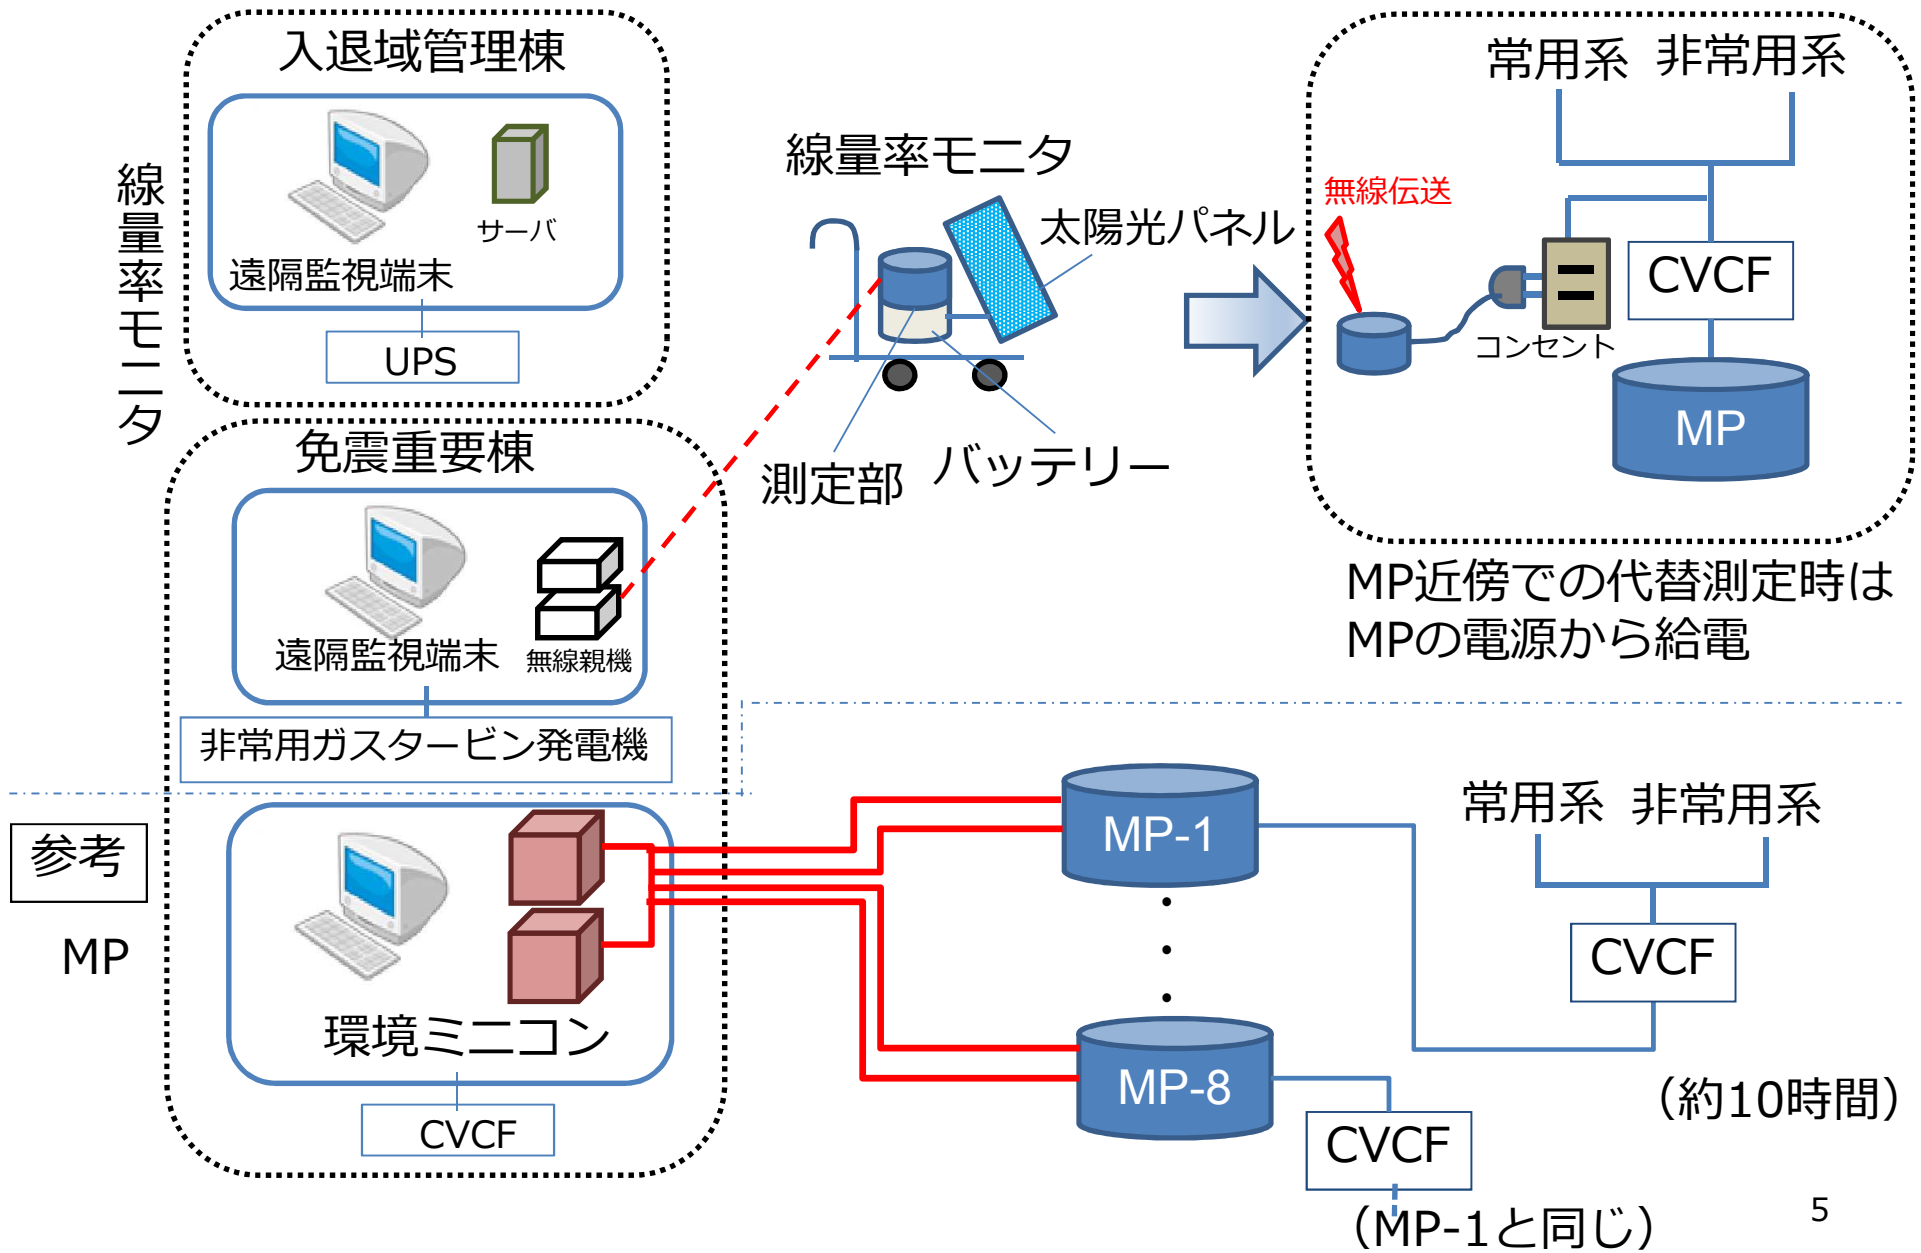 入退域管理棟
サーバ
遠隔監視端末
UPS
線量率モニタ
免震重要棟
遠隔監視端末
無線親機
非常用ガスタービン発電機
線量率モニタ
太陽光パネル
測定部
バッテリー
常用系 非常用系
無線伝送
CVCF
コンセント
MP
MP近傍での代替測定時は
MPの電源から給電
参考
MP
環境ミニコン
CVCF
MP-1
・
・
・
MP-8
常用系 非常用系
CVCF
（約10時間）
CVCF
（MP-1と同じ）
5